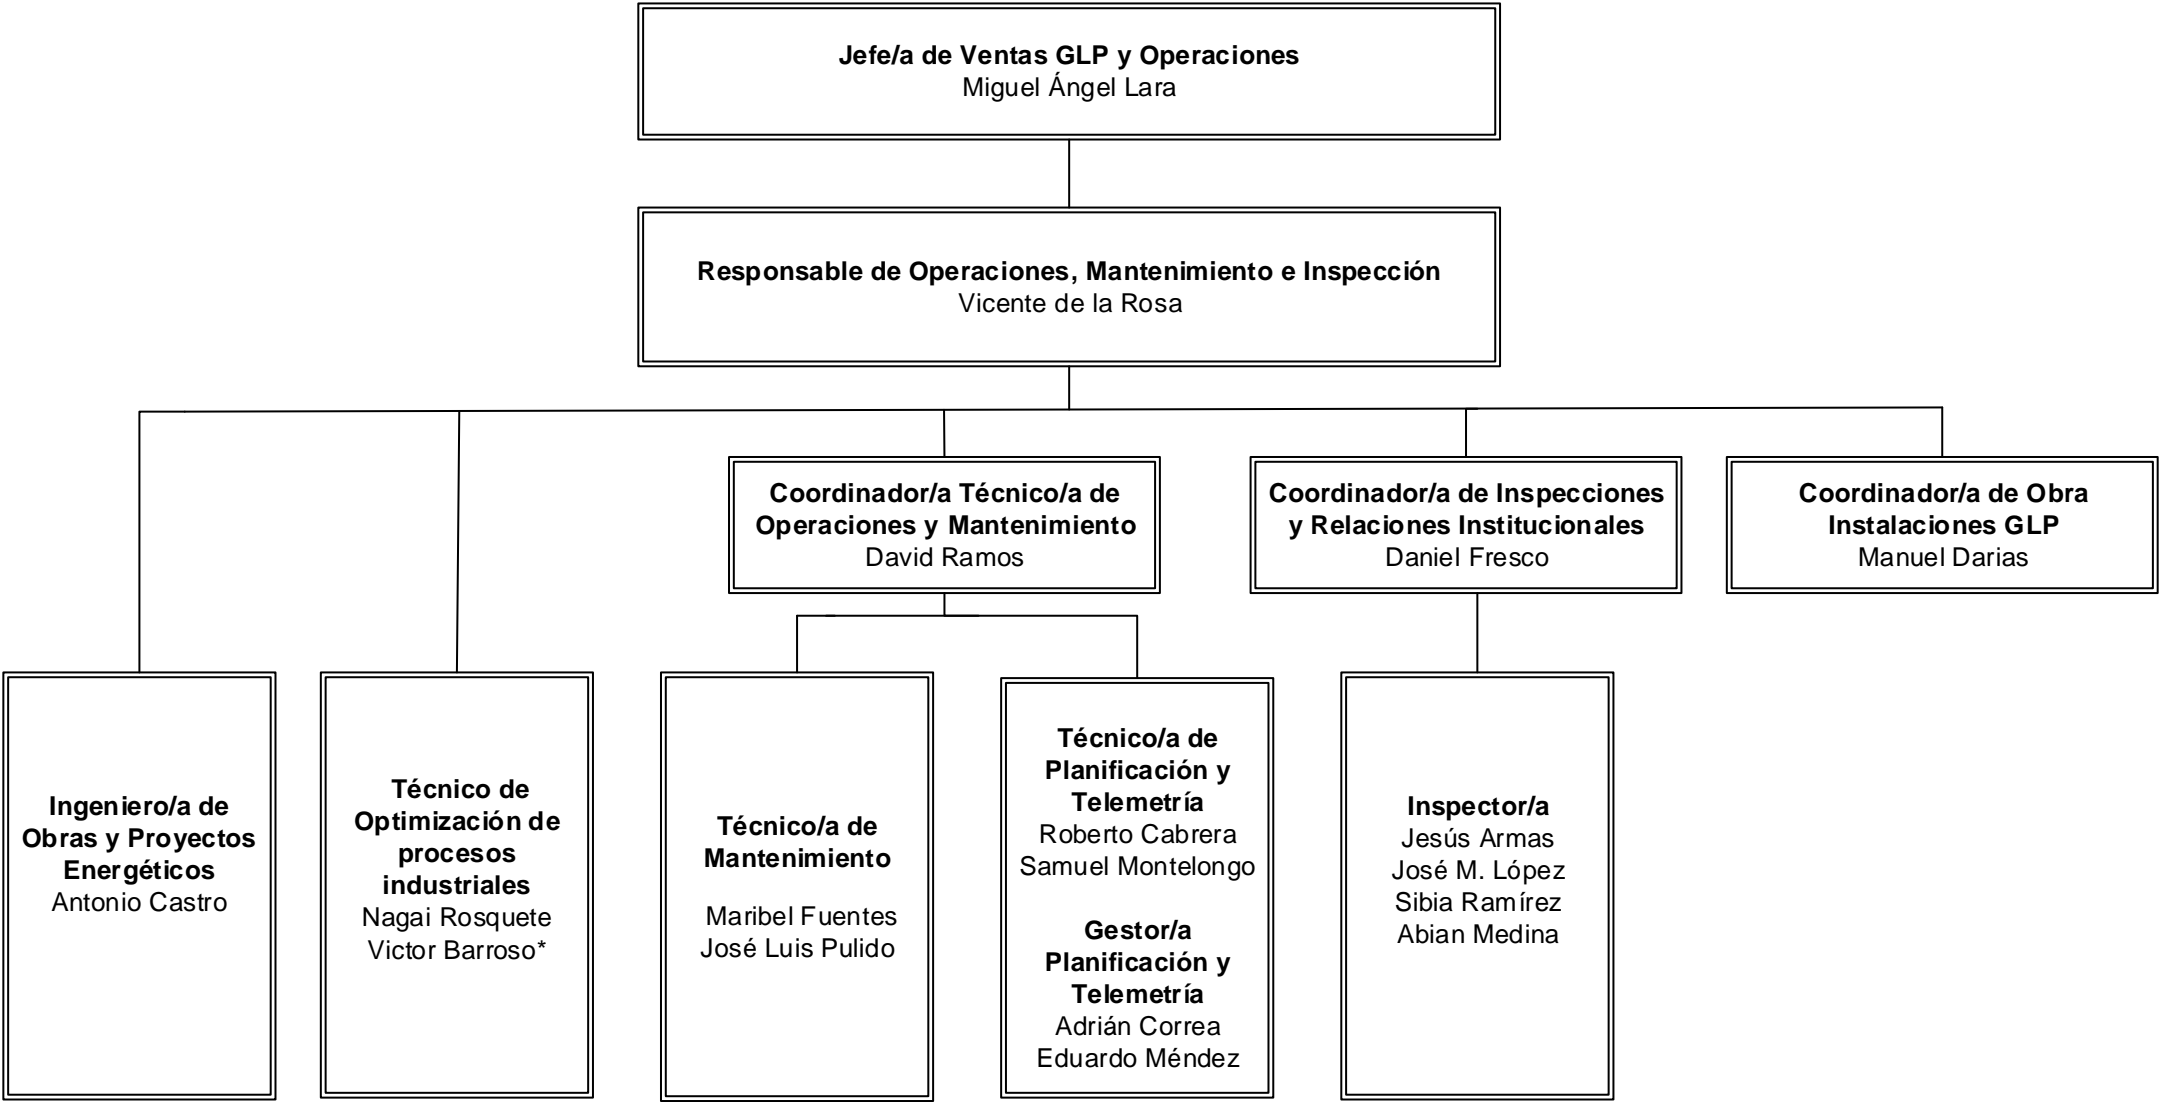 Jefe/a de Ventas GLP y Operaciones
Miguel Ángel Lara
Responsable de Operaciones, Mantenimiento e Inspección
Vicente de la Rosa
Coordinador/a Técnico/a de
Operaciones y Mantenimiento
David Ramos
Coordinador/a de Inspecciones
y Relaciones Institucionales
Daniel Fresco
Coordinador/a de Obra
Instalaciones GLP
Manuel Darias
Ingeniero/a de
Obras y Proyectos
Energéticos
Antonio Castro
Técnico de
Optimización de
procesos
industriales
Nagai Rosquete
Victor Barroso*
Técnico/a de
Mantenimiento
Maribel Fuentes
José Luis Pulido
Técnico/a de
Planificación y
Telemetría
Roberto Cabrera
Samuel Montelongo
Gestor/a
Planificación y
Telemetría
Adrián Correa
Eduardo Méndez
Inspector/a
Jesús Armas
José M. López
Sibia Ramírez
Abian Medina